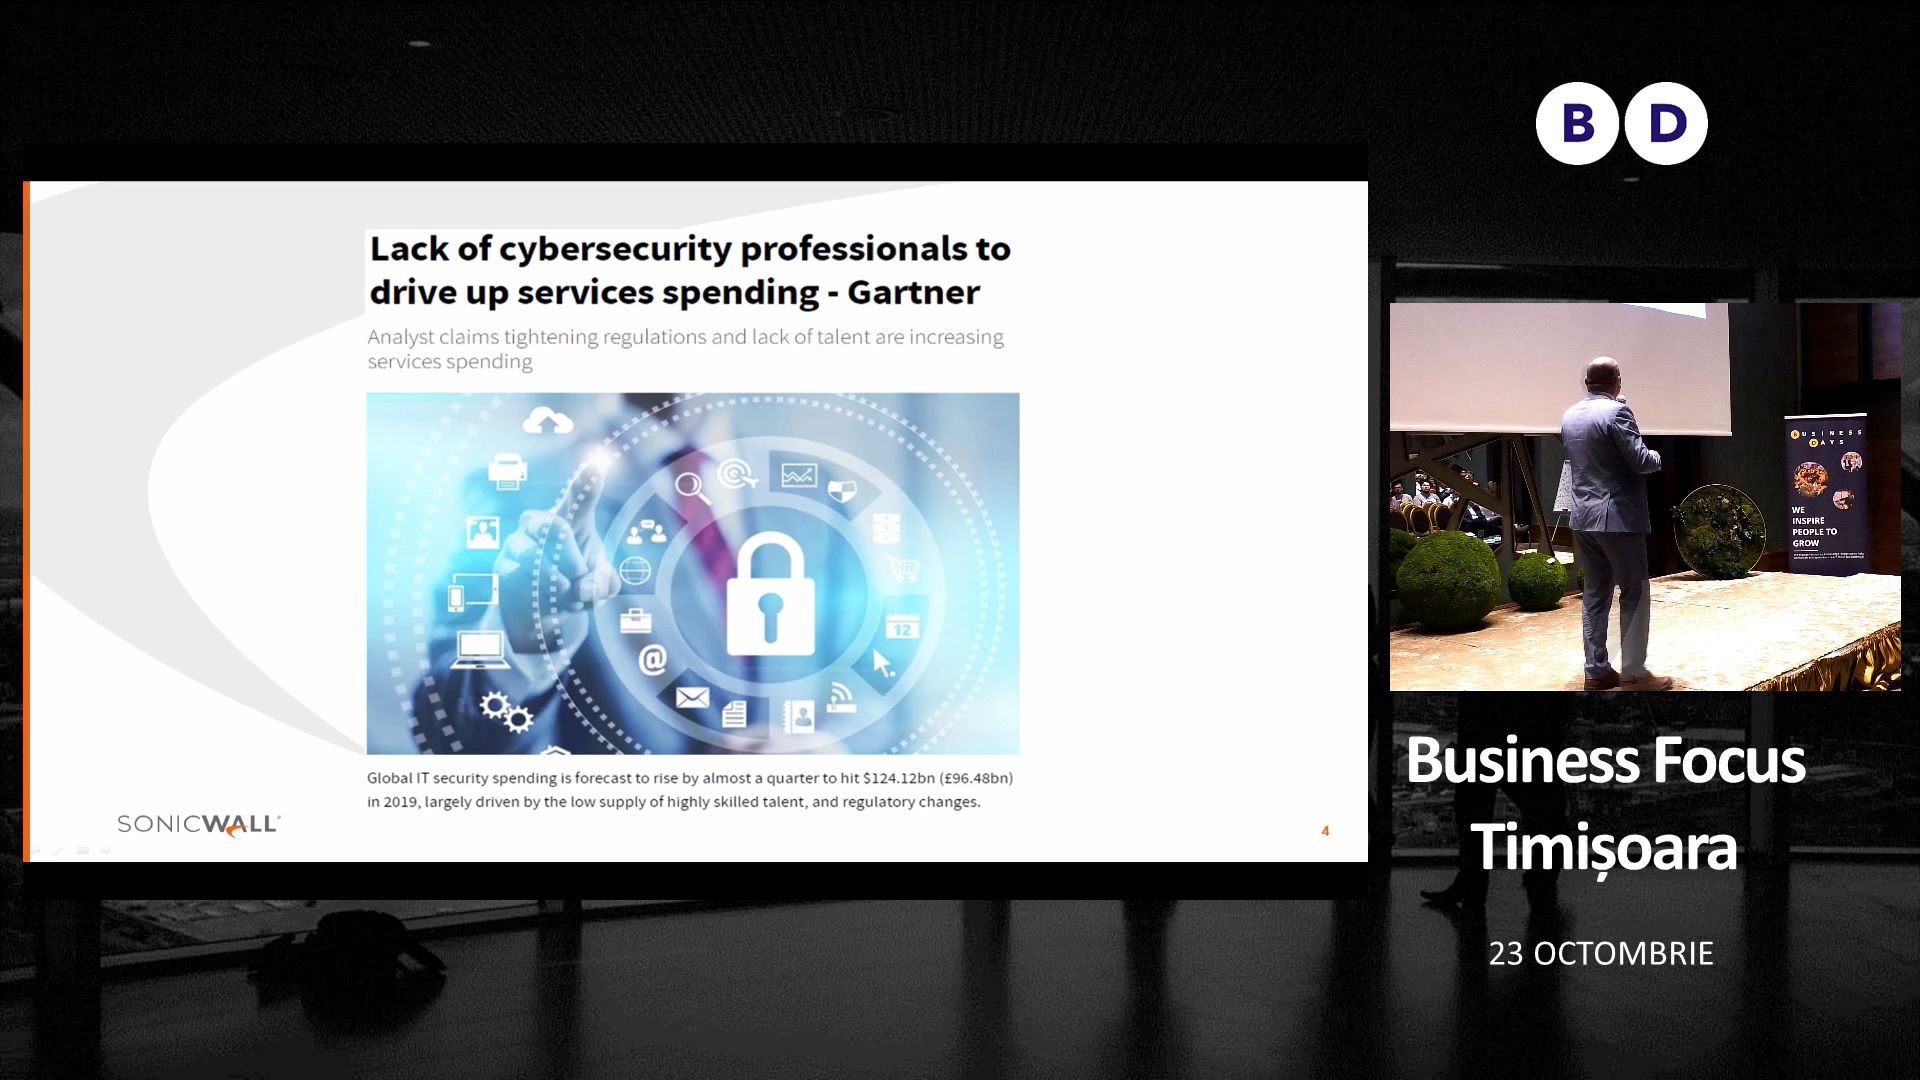 B D
Lack of cybersecurity professionals to
drive up services spending - Gartner
Analyst claims tightening regulations and lack of talent are increasing
services spending
12
@
Global IT security spending is forecast to rise by almost a quarter to hit $124.12bn (£96.48bn)
in 2019, largely driven by the low supply of highly skilled talent, and regulatory changes.
SONICWALL
4
BUSINESS
DAYS
WE
INSPIRE
PEOPLE TO
GROW
Business Focus
Timișoara
23 OCTOMBRIE